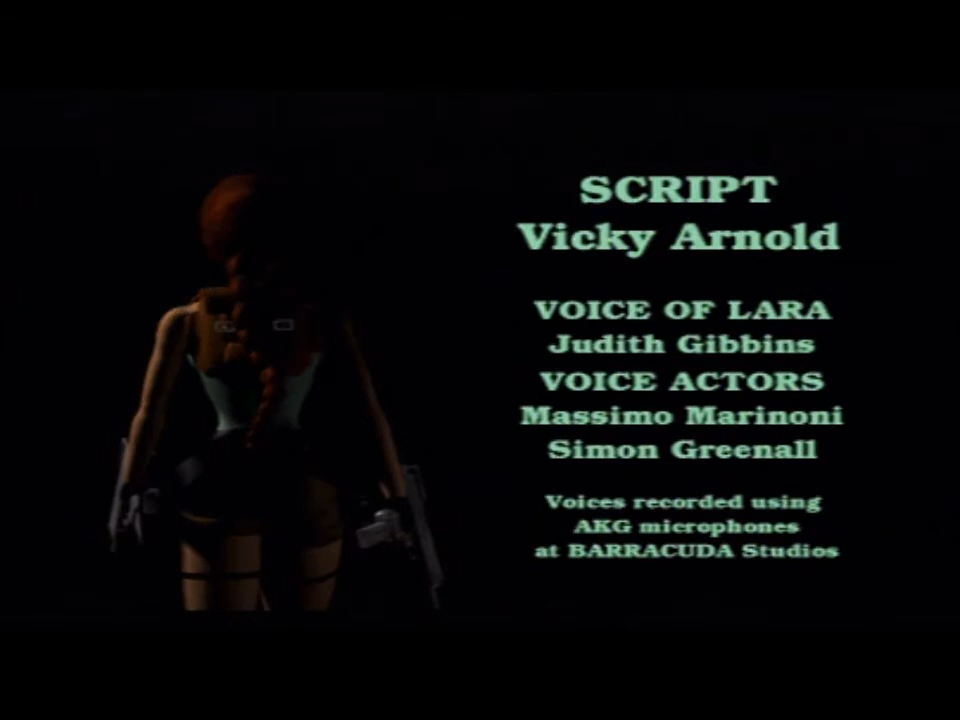 SCRIPT
Vicky Arnold
VOICE OF LARA
Judith Gibbins
VOICE ACTORS
Massimo Marinoni
Simon Greenall
Voices recorded using
AKG microphones
at BARRACUDA Studios